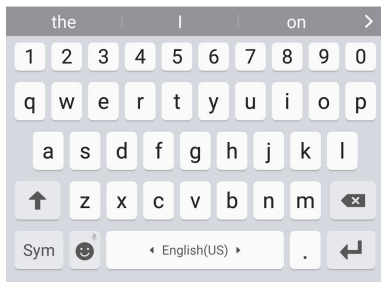 the I on
1 2 3 4 5 6 7 8 9 0
q w e r t y u i o p
a s d f g h j k l
z x c v b n m
Sym English(US) .